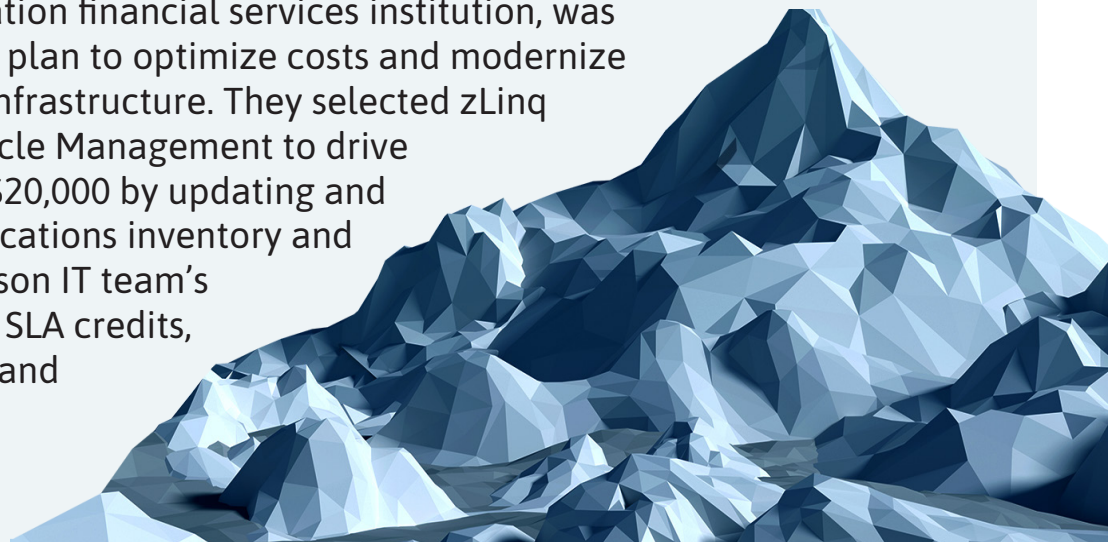 ation financial services institution, was
plan to optimize costs and modernize
nfrastructure. They selected zLinq
cle Management to drive
$20,000 by updating and
cations inventory and
son IT team’s
SLA credits,
and